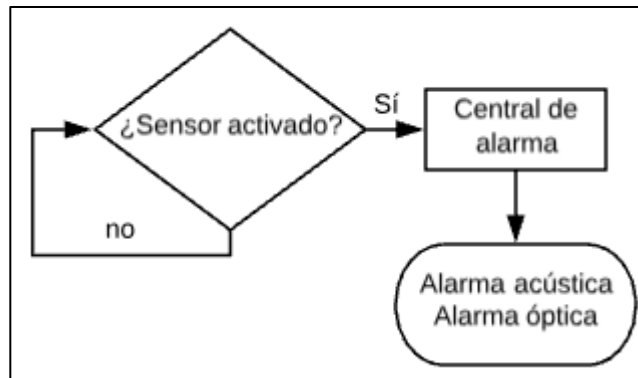 ¿Sensor activado?
Sí
Central de
alarma
no
Alarma acústica
Alarma óptica